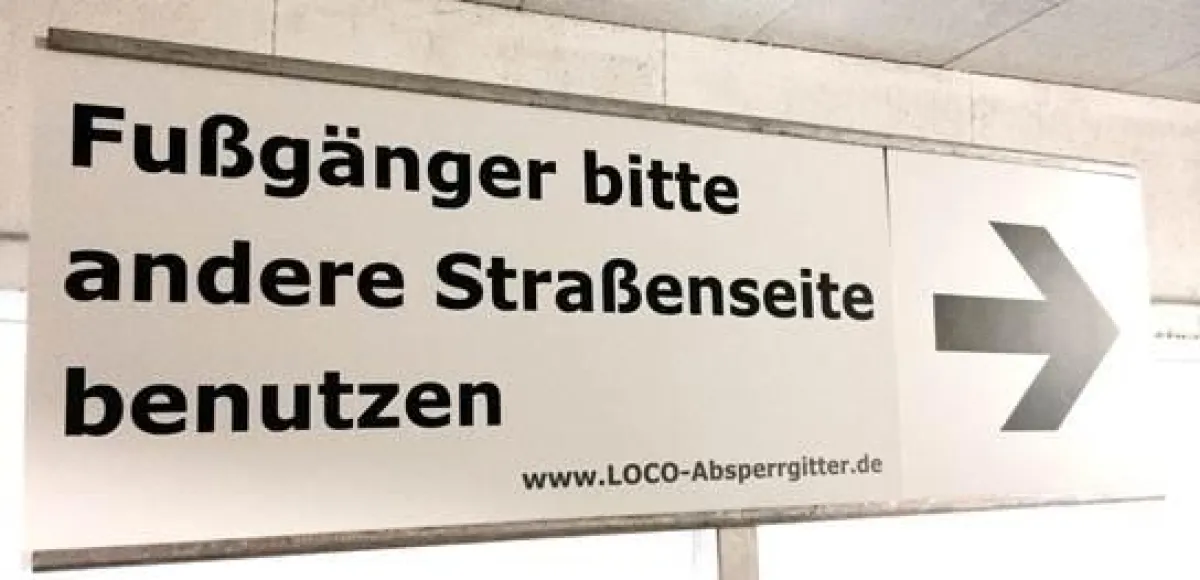 Fußgänger bitte
andere Straßenseite
benutzen
www.LOCO-Absperrgitter.de